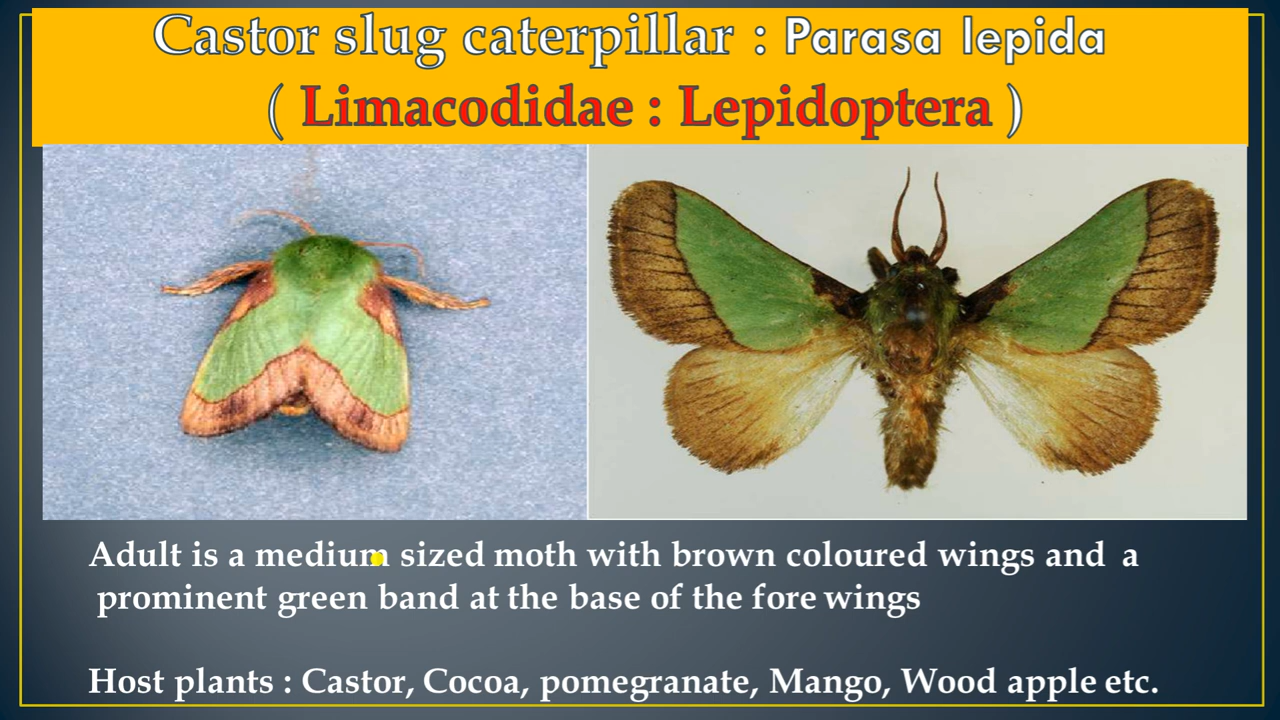 Castor slug caterpillar : Parasa lepida
( Limacodidae : Lepidoptera )
Adult is a medium sized moth with brown coloured wings and a
prominent green band at the base of the fore wings
Host plants : Castor, Cocoa, pomegranate, Mango, Wood apple etc.